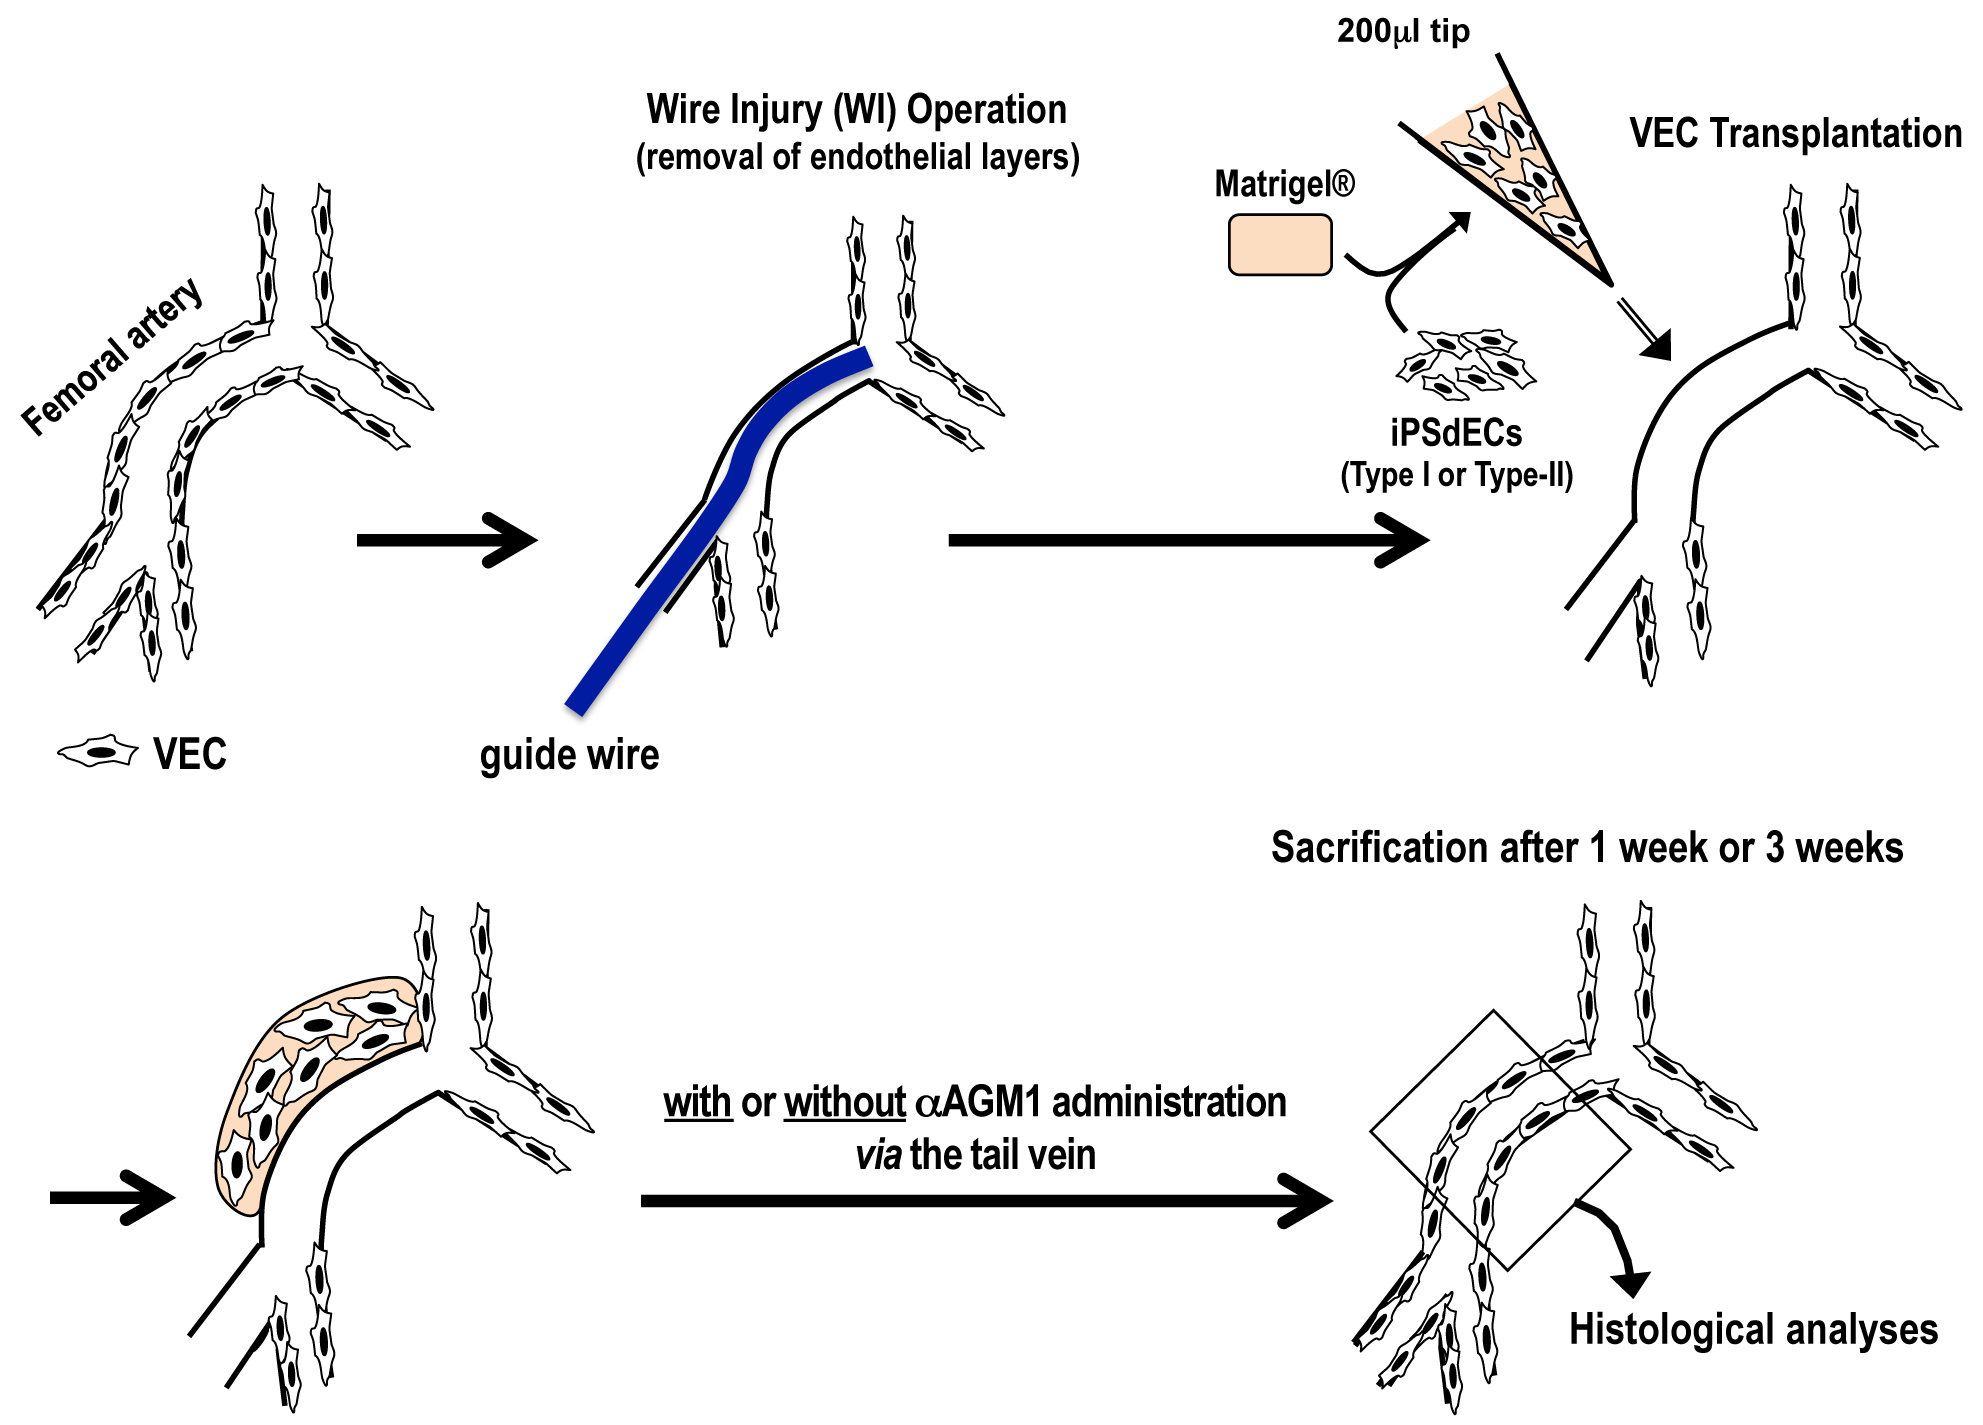 200μl tip
Wire Injury (WI) Operation
(removal of endothelial layers)
VEC Transplantation
Matrigel®
Femoral artery
iPSdECs
(Type I or Type-II)
VEC
guide wire
Sacrification after 1 week or 3 weeks
with or without αAGM1 administration
via the tail vein
Histological analyses